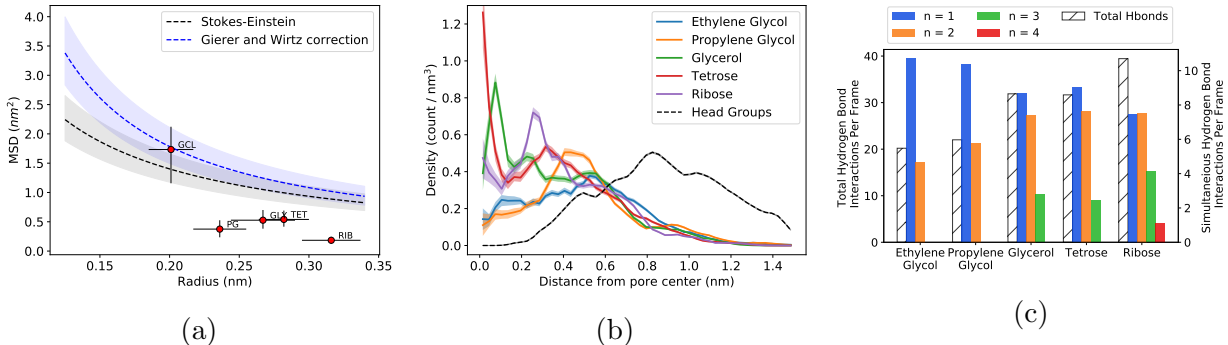 4.0
3.5
3.0
2.5
2.0
1.5
1.0
0.5
0.0
MSD (nm²)
Stokes-Einstein
Gierer and Wirtz correction
GCL
PG
GLY TET
RIB
0.15 0.20 0.25 0.30 0.35
Radius (nm)
(a)
1.2
1.0
0.8
0.6
0.4
0.2
0.0
Density (count / nm³)
Ethylene Glycol
Propylene Glycol
Glycerol
Tetrose
Ribose
Head Groups
0.0 0.2 0.4 0.6 0.8 1.0 1.2 1.4
Distance from pore center (nm)
(b)
n = 1 n = 3 Total Hbonds
n = 2 n = 4
40
30
20
10
0
Total Hydrogen Bond
Interactions Per Frame
10
8
6
4
2
0
Simultaneious Hydrogen Bond
Interactions Per Frame
Ethylene Propylene Glycerol Tetrose Ribose
Glycol Glycol
(c)